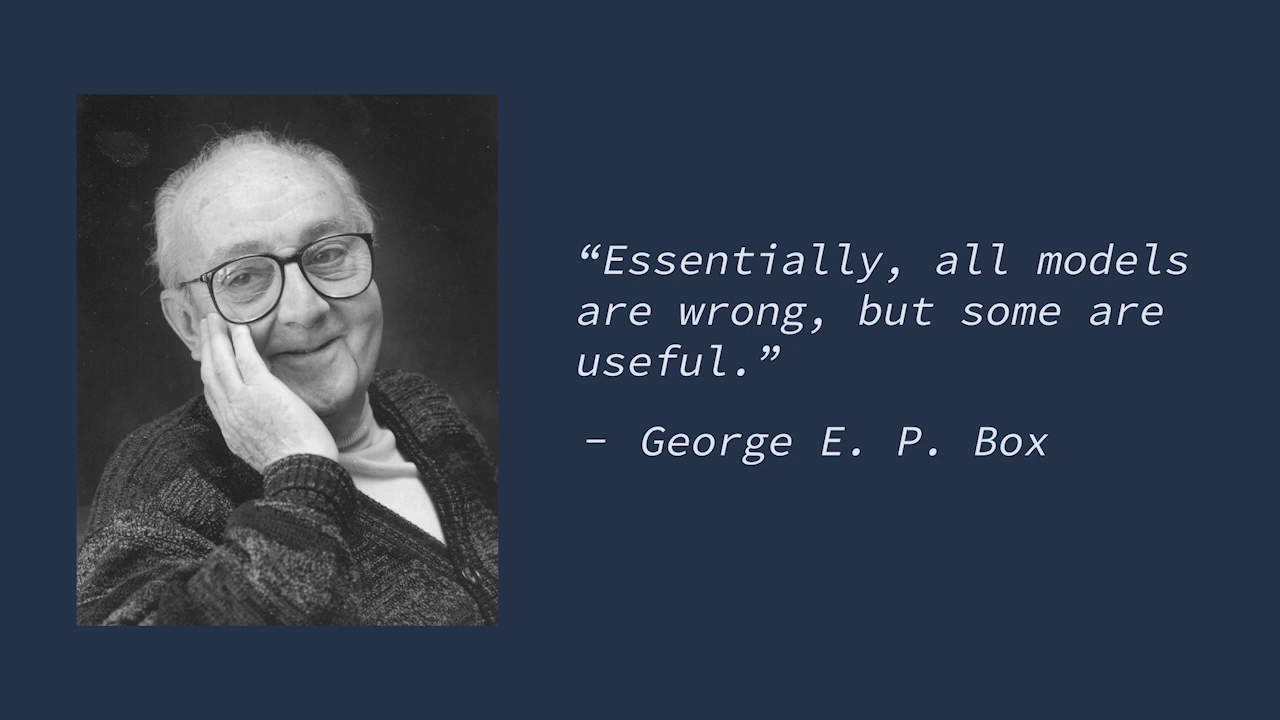 “Essentially, all models
are wrong, but some are
useful.”
– George E. P. Box